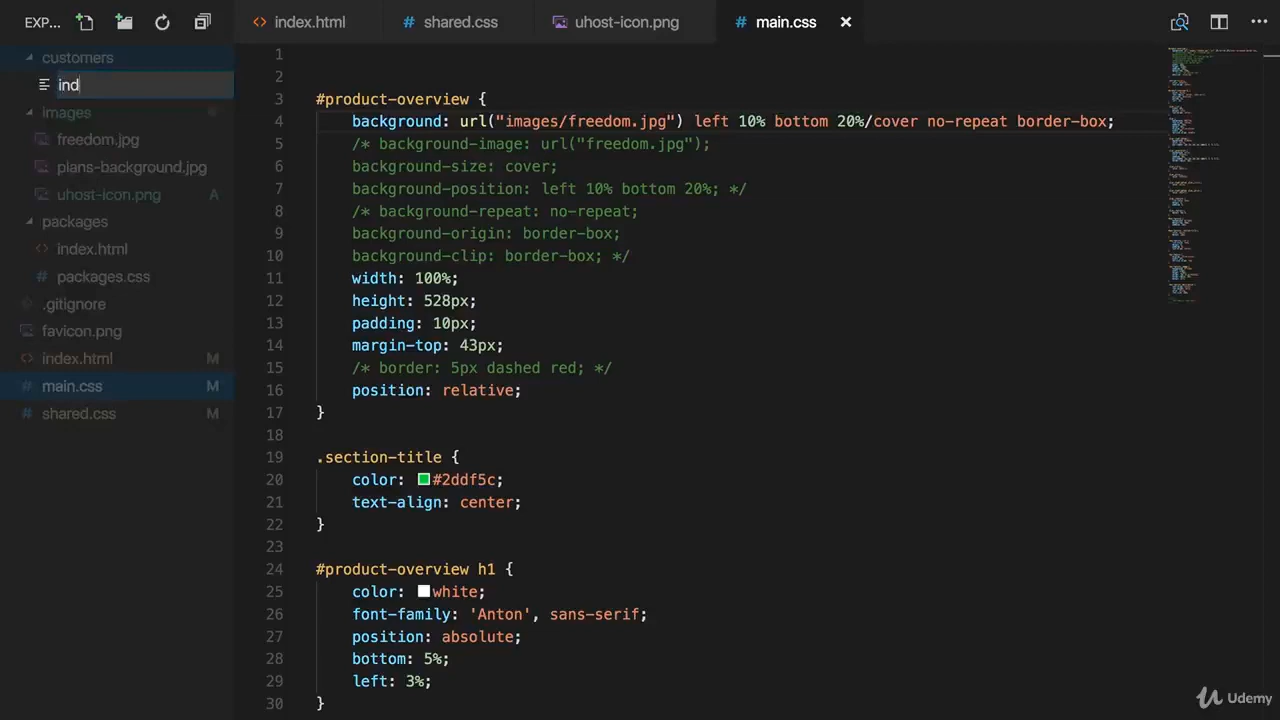 EXP...
index.html
shared.css
uhost-icon.png
main.css
customers
ind
images
freedom.jpg
plans-background.jpg
uhost-icon.png A
packages
index.html
packages.css
.gitignore
favicon.png
index.html M
main.css M
shared.css M
1
2
3 #product-overview {
4 background: url("images/freedom.jpg") left 10% bottom 20%/cover no-repeat border-box;
5 /* background-image: url("freedom.jpg");
6 background-size: cover;
7 background-position: left 10% bottom 20%; */
8 /* background-repeat: no-repeat;
9 background-origin: border-box;
10 background-clip: border-box; */
11 width: 100%;
12 height: 528px;
13 padding: 10px;
14 margin-top: 43px;
15 /* border: 5px dashed red; */
16 position: relative;
17 }
18
19 .section-title {
20 color: #2ddf5c;
21 text-align: center;
22 }
23
24 #product-overview h1 {
25 color: white;
26 font-family: 'Anton', sans-serif;
27 position: absolute;
28 bottom: 5%;
29 left: 3%;
30 }
Udemy